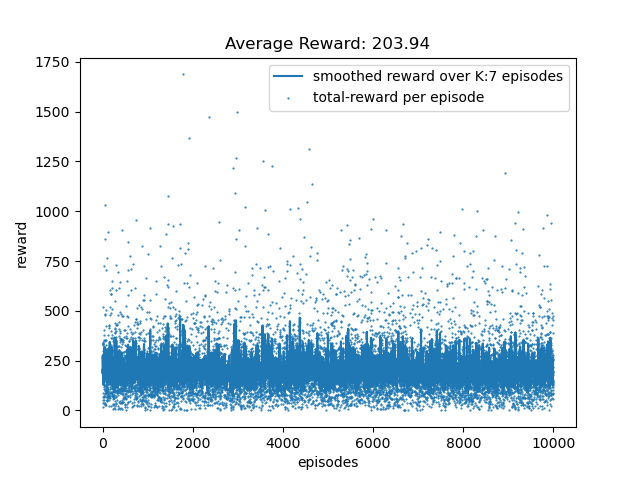 Average Reward: 203.94
smoothed reward over K:7 episodes
total-reward per episode
reward
1750
1500
1250
1000
750
500
250
0
0 2000 4000 6000 8000 10000
episodes